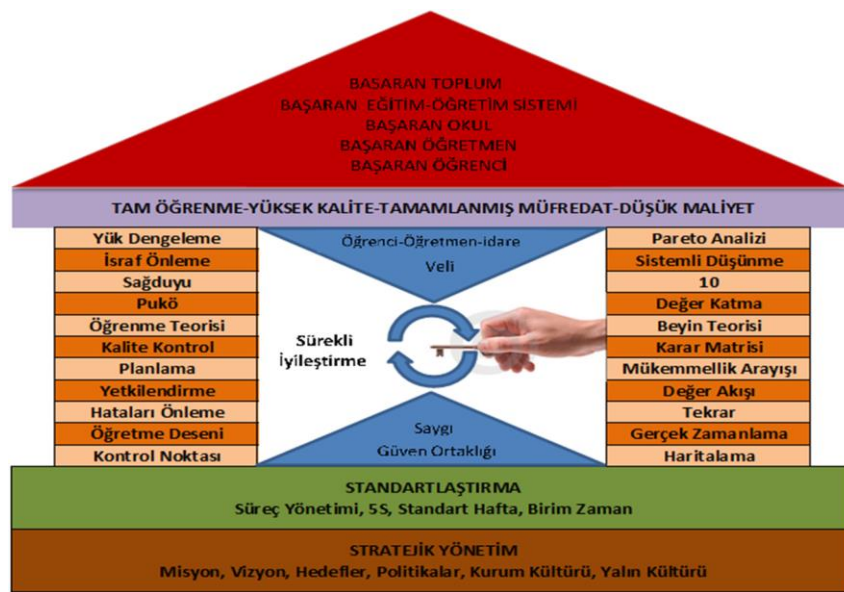 BASARAN TOPLUM
BAŞARAN EĞİTİM-ÖĞRETİM SİSTEMİ
BAŞARAN OKUL
BAŞARAN ÖĞRETMEN
BAŞARAN ÖĞRENCİ
TAM ÖĞRENME-YÜKSEK KALİTE-TAMAMLANMIŞ MÜFREDAT-DÜŞÜK MALİYET
Yük Dengeleme
İsraf Önleme
Sağduyu
Pukö
Öğrenme Teorisi
Kalite Kontrol
Planlama
Yetkilendirme
Hataları Önleme
Öğretme Deseni
Kontrol Noktası
Öğrenci-Öğretmen-idare
Veli
Sürekli
İyileştirme
Saygı
Güven Ortaklığı
Pareto Analizi
Sistemli Düşünme
10
Değer Katma
Beyin Teorisi
Karar Matrisi
Mükemmellik Arayışı
Değer Akışı
Tekrar
Gerçek Zamanlama
Haritalama
STANDARTLAŞTIRMA
Süreç Yönetimi, 5S, Standart Hafta, Birim Zaman
STRATEJİK YÖNETİM
Misyon, Vizyon, Hedefler, Politikalar, Kurum Kültürü, Yalın Kültürü